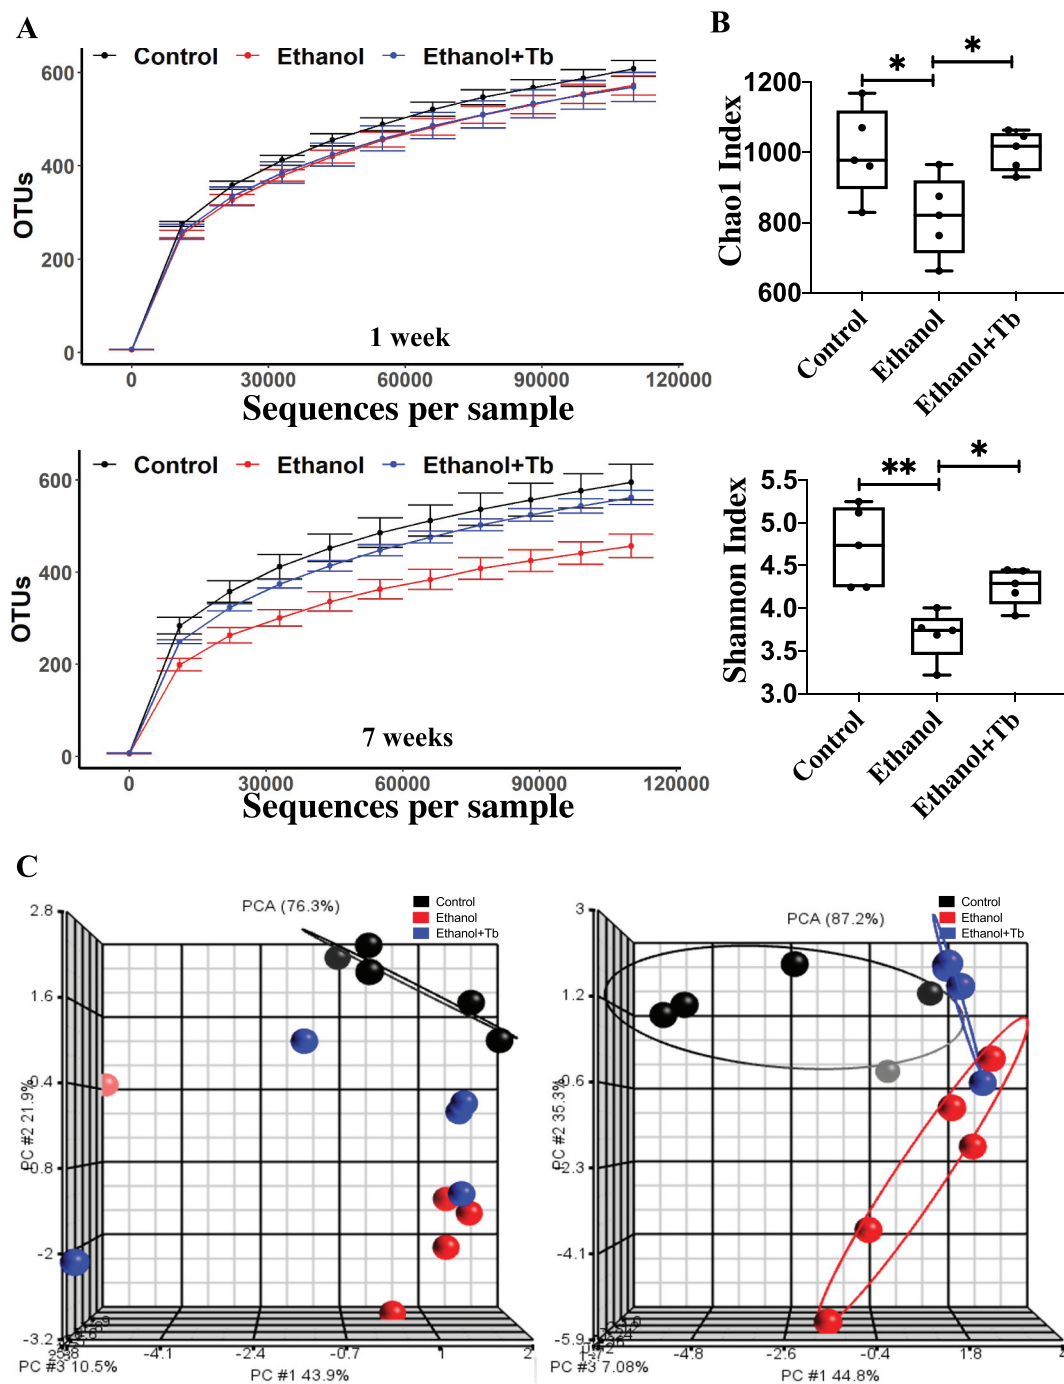 A
Control Ethanol Ethanol+Tb
600
400
200
0
OTUs
1 week
0 30000 60000 90000 120000
Sequences per sample
Control Ethanol Ethanol+Tb
600
400
200
0
OTUs
7 weeks
0 30000 60000 90000 120000
Sequences per sample
B
* *
1200
1000
800
600
Chao1 Index
Control
Ethanol
Ethanol+Tb
** *
5.5
5.0
4.5
4.0
3.5
3.0
Shannon Index
Control
Ethanol
Ethanol+Tb
C
PCA (76.3%)
Control
Ethanol
Ethanol+Tb
2.8
1.6
0.4
-0.8
-2
-3.2
PC #2 21.9%
-4.1 -2.4 -0.7 1 2
PC #3 10.5%
PC #1 43.9%
PCA (87.2%)
Control
Ethanol
Ethanol+Tb
3
1.2
-0.6
-2.3
-4.1
-5.9
PC #2 35.3%
-4.8 -2.6 -0.4 1.8
PC #3 7.08%
PC #1 44.8%